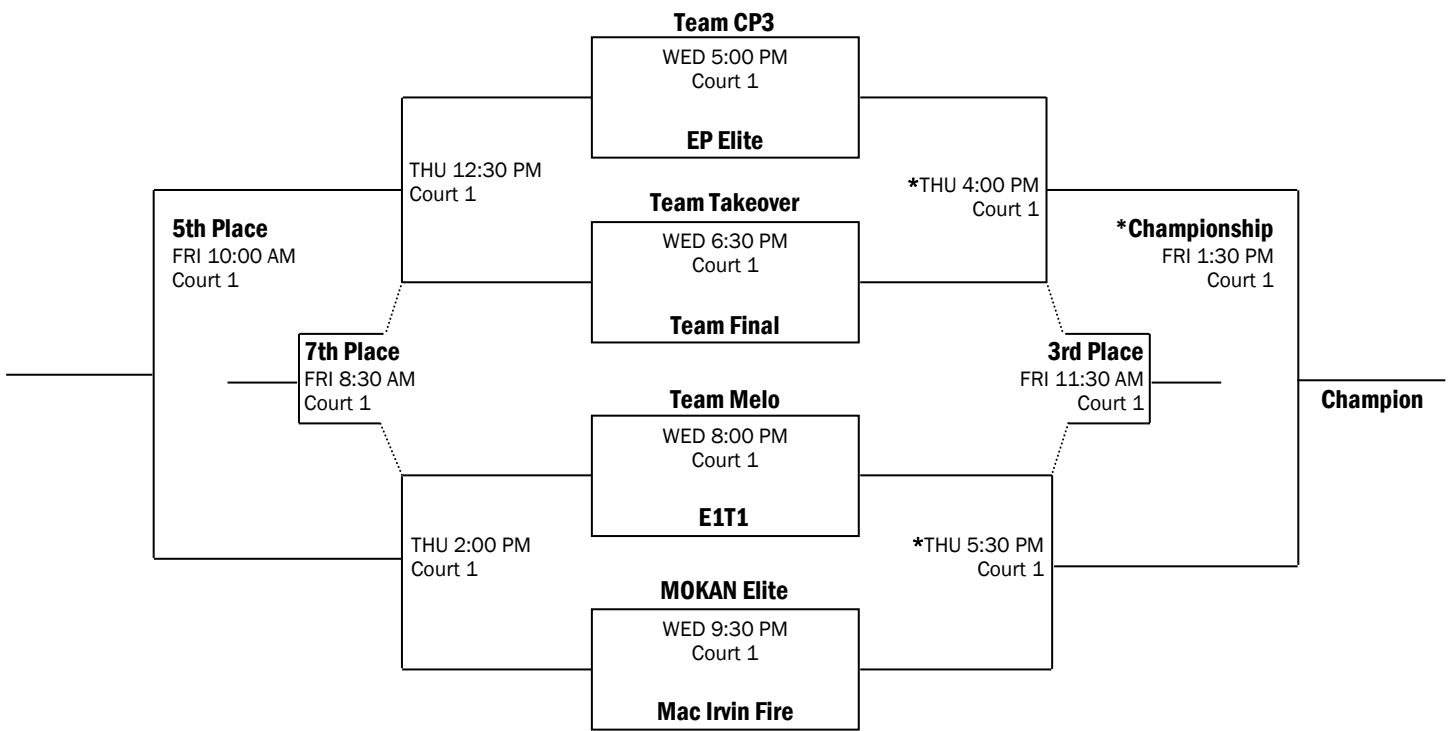 Team CP3
WED 5:00 PM
Court 1
EP Elite
THU 12:30 PM
Court 1
*THU 4:00 PM
Court 1
Team Takeover
WED 6:30 PM
Court 1
Team Final
5th Place
FRI 10:00 AM
Court 1
*Championship
FRI 1:30 PM
Court 1
7th Place
FRI 8:30 AM
Court 1
3rd Place
FRI 11:30 AM
Court 1
Champion
Team Melo
WED 8:00 PM
Court 1
E1T1
THU 2:00 PM
Court 1
*THU 5:30 PM
Court 1
MOKAN Elite
WED 9:30 PM
Court 1
Mac Irvin Fire